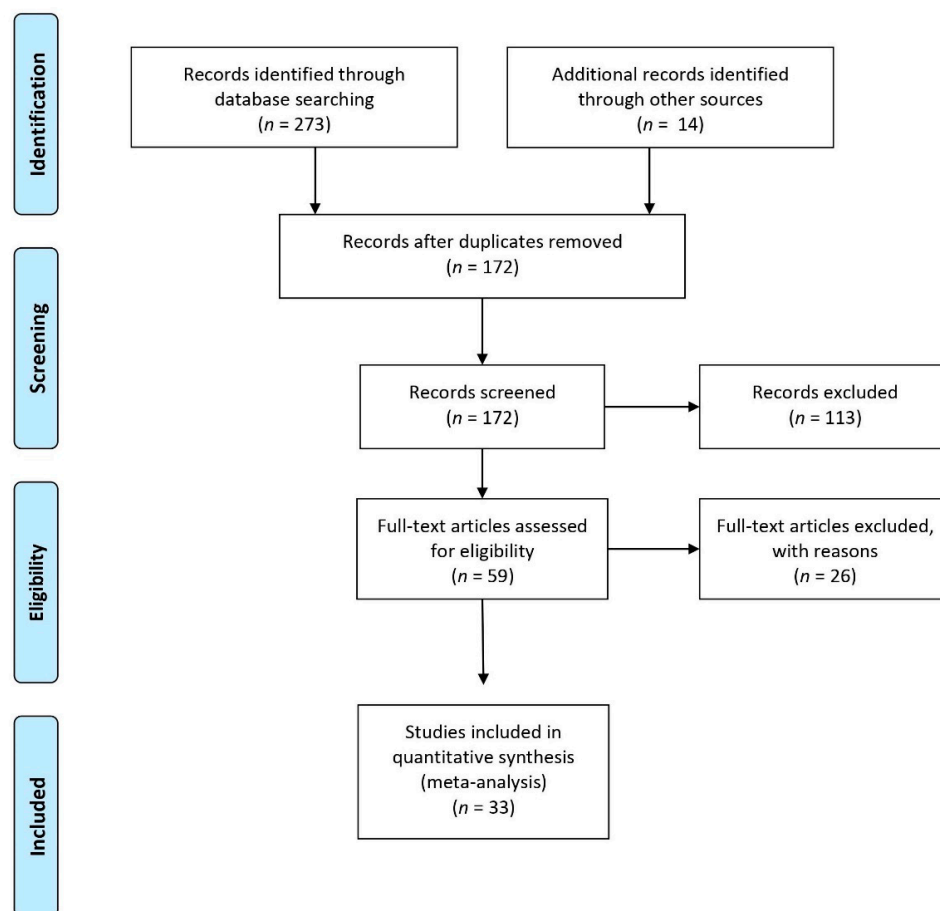 Identification
Records identified through
database searching
(n = 273)
Additional records identified
through other sources
(n = 14)
Records after duplicates removed
(n = 172)
Screening
Records screened
(n = 172)
Records excluded
(n = 113)
Eligibility
Full-text articles assessed
for eligibility
(n = 59)
Full-text articles excluded,
with reasons
(n = 26)
Included
Studies included in
quantitative synthesis
(meta-analysis)
(n = 33)